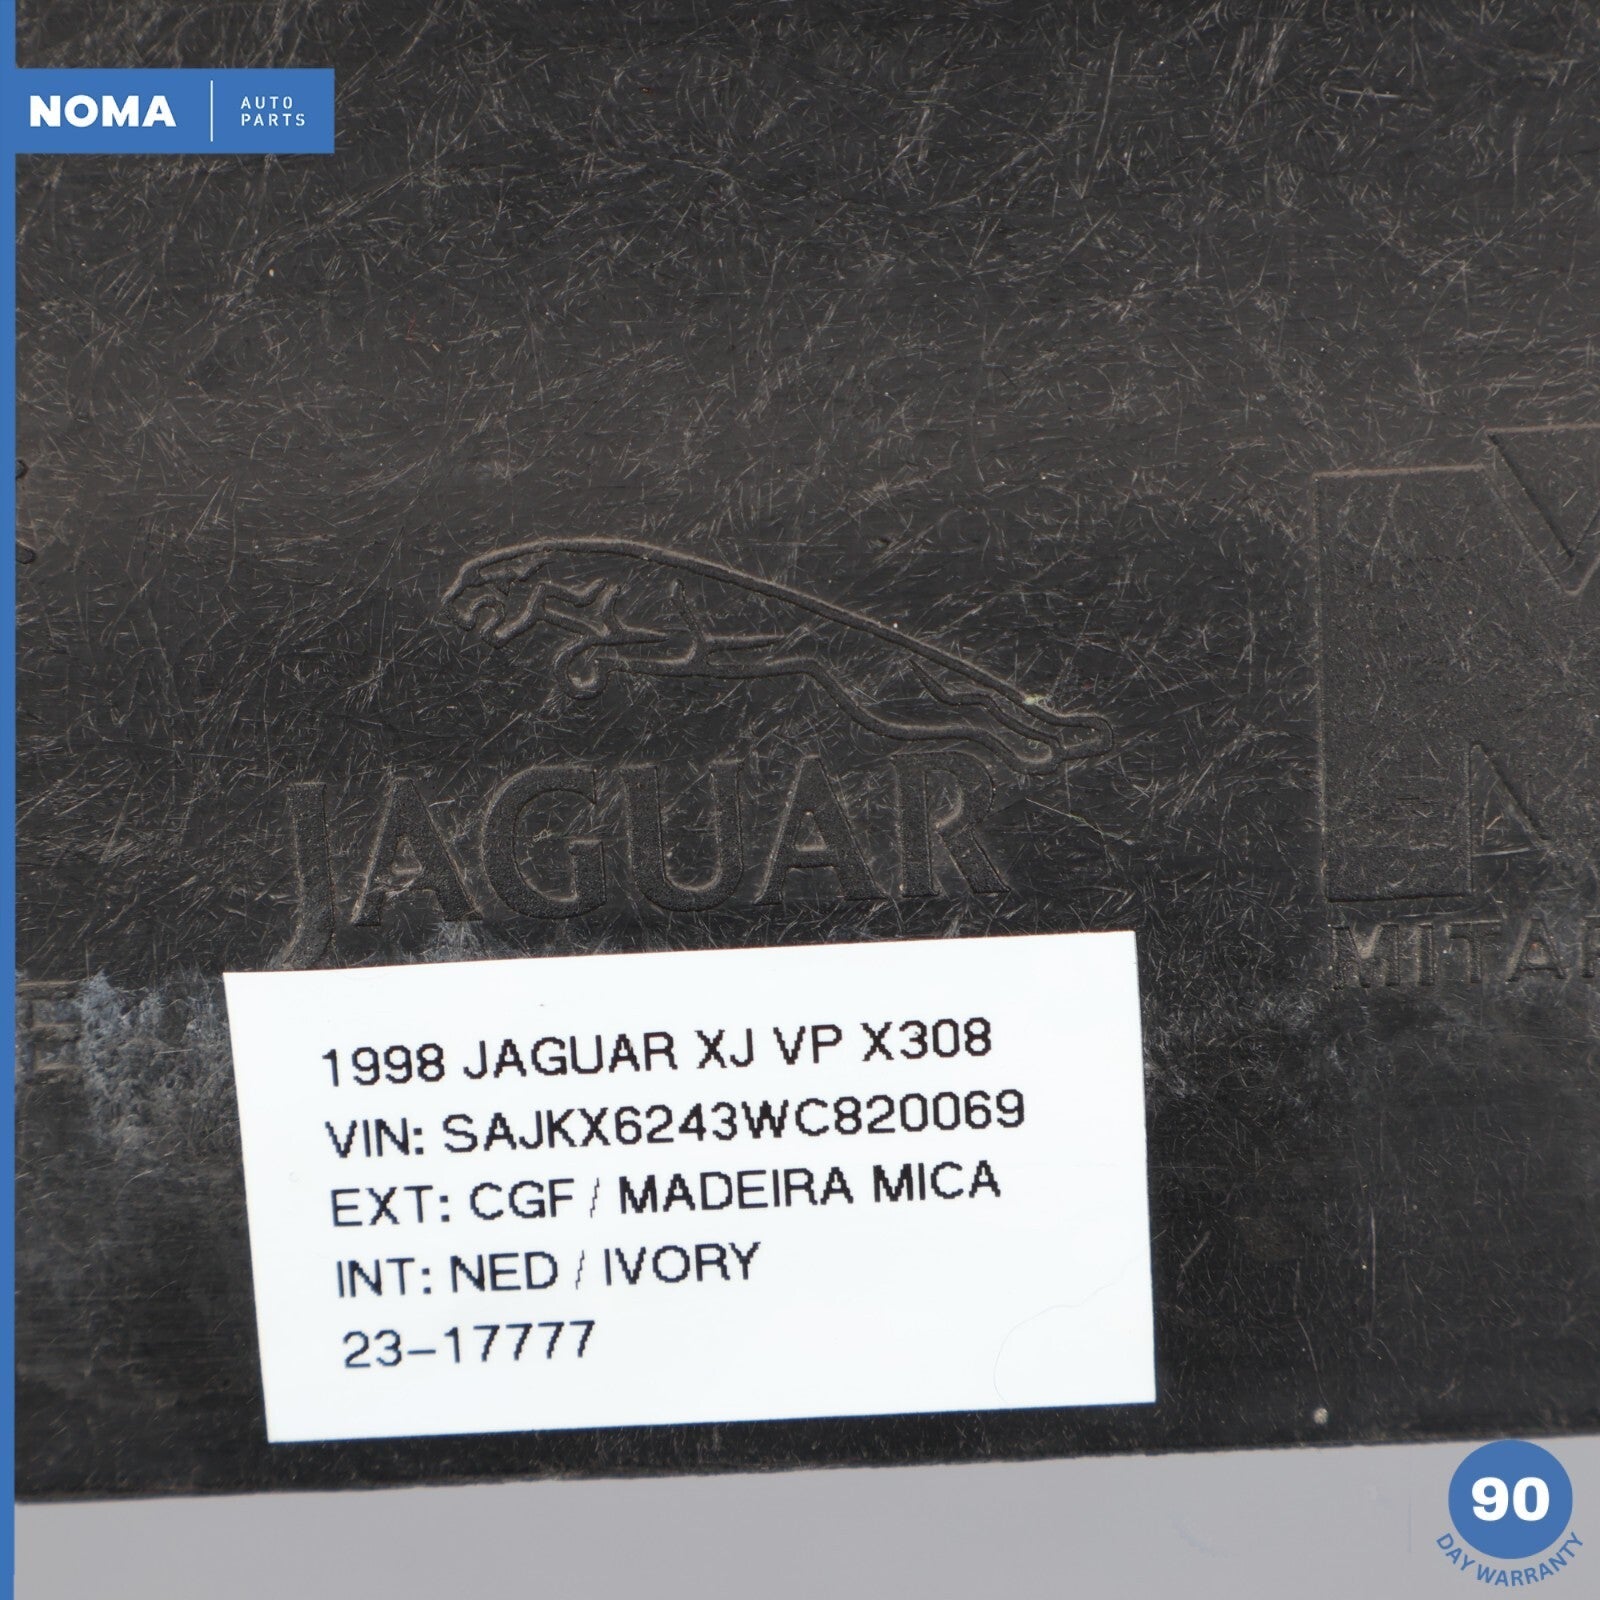 NOMA
AUTO
PARTS
JAGUAR
1998 JAGUAR XJ VP X308
VIN: SAJKX6243WC820069
EXT: CGF / MADEIRA MICA
INT: NED / IVORY
23-17777
90
DAY WARRANTY